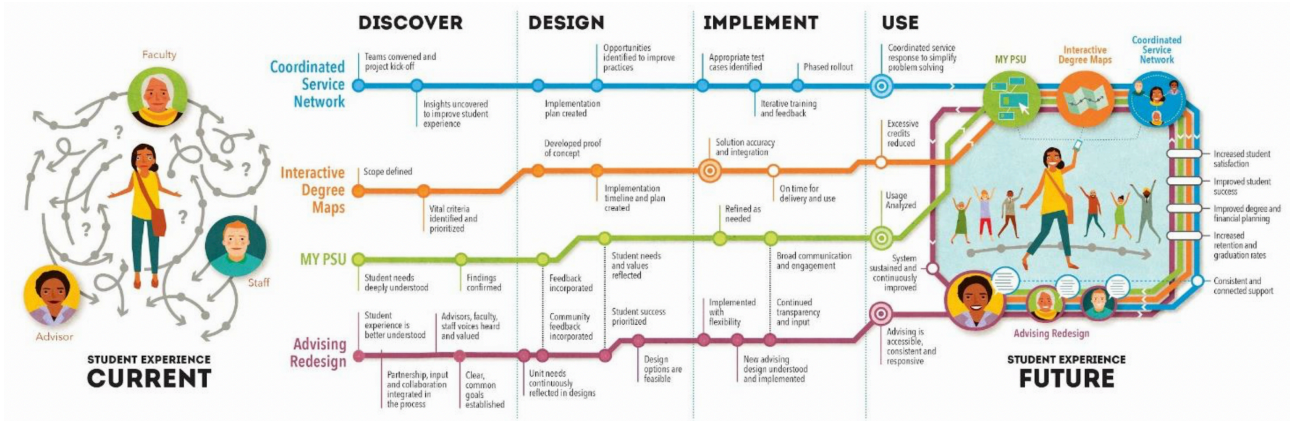 DISCOVER
DESIGN
IMPLEMENT
USE
Faculty
?
?
?
?
?
Staff
Advisor
STUDENT EXPERIENCE
CURRENT
Coordinated
Service
Network
Teams convened and
project kick off
Insights uncovered
to improve student
experience
Implementation
plan created
Opportunities
identified to improve
practices
Appropriate test
cases identified
Iterative training
and feedback
Phased rollout
Coordinated service
response to simplify
problem solving
Interactive
Degree
Maps
Scope defined
Vital criteria
identified and
prioritized
Developed proof
of concept
Implementation
timeline and plan
created
Solution accuracy
and integration
On time for
delivery and use
Excessive
credits
reduced
MY PSU
Student needs
deeply understood
Findings
confirmed
Feedback
incorporated
Student needs
and values
reflected
Refined as
needed
Broad communication
and engagement
Usage
Analyzed
System
sustained and
continuously
improved
Advising
Redesign
Student
experience is
better understood
Partnership, input
and collaboration
integrated in
the process
Advisors, faculty,
staff voices heard
and valued
Clear,
common
goals
established
Unit needs
continuously
reflected in designs
Community
feedback
incorporated
Student success
prioritized
Design
options are
feasible
Implemented
with
flexibility
New advising
design understood
and implemented
Continued
transparency
and input
Advising is
accessible,
consistent and
responsive
MY PSU
Interactive
Degree Maps
Coordinated
Service
Network
Increased student
satisfaction
Improved student
success
Improved degree and
financial planning
Increased
retention and
graduation rates
Consistent and
connected support
Advising Redesign
STUDENT EXPERIENCE
FUTURE